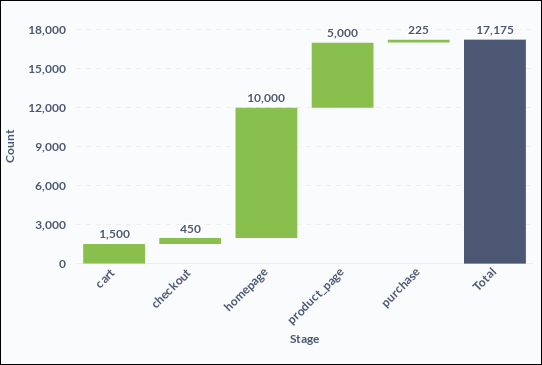 18,000
15,000
12,000
9,000
6,000
3,000
0
Count
1,500
450
10,000
5,000
225
17,175
cart
checkout
homepage
product_page
purchase
Total
Stage